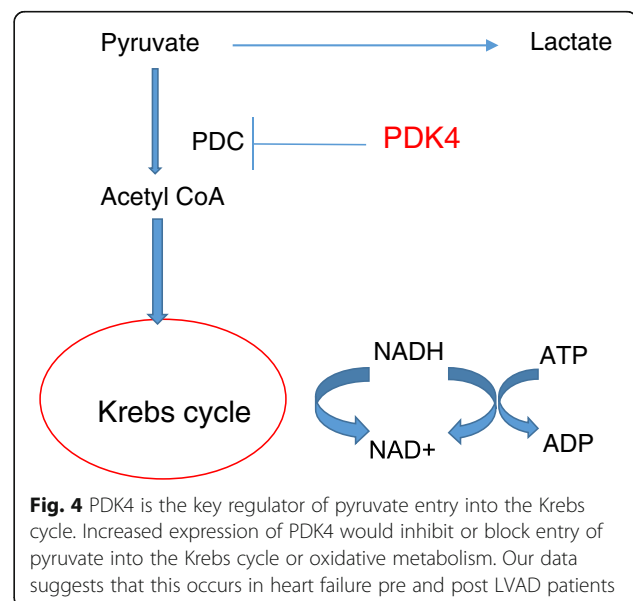 Pyruvate Lactate
PDC PDK4
Acetyl CoA
NADH ATP
Krebs cycle
NAD+ ADP
Fig. 4 PDK4 is the key regulator of pyruvate entry into the Krebs
cycle. Increased expression of PDK4 would inhibit or block entry of
pyruvate into the Krebs cycle or oxidative metabolism. Our data
suggests that this occurs in heart failure pre and post LVAD patients